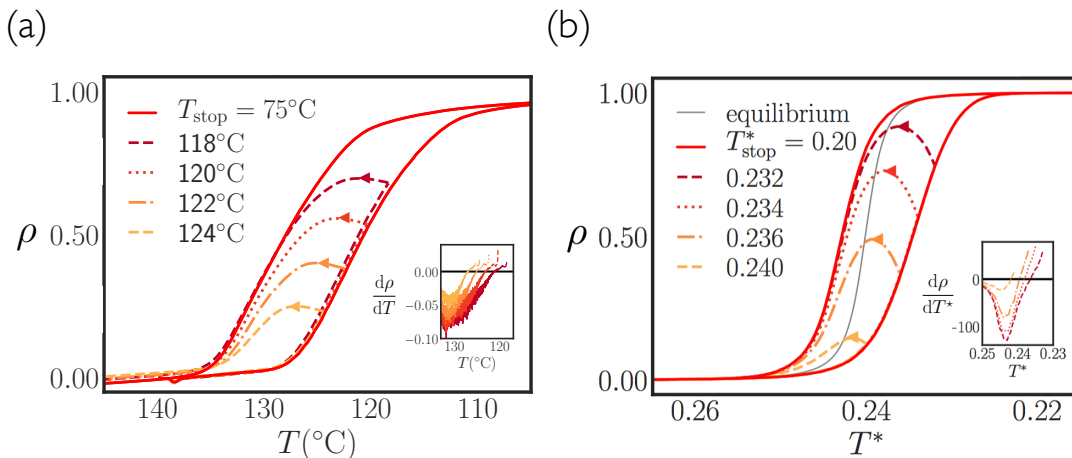 (a)
1.00
0.50
0.00
ρ
T_stop = 75°C
118°C
120°C
122°C
124°C
dρ
dT
0.00
−0.05
−0.10
130
120
T(°C)
140
130
120
110
T(°C)
(b)
1.00
0.50
0.00
ρ
equilibrium
T*_stop = 0.20
0.232
0.234
0.236
0.240
dρ
dT*
0
-100
0.25
0.24
0.23
T*
0.26
0.24
0.22
T*